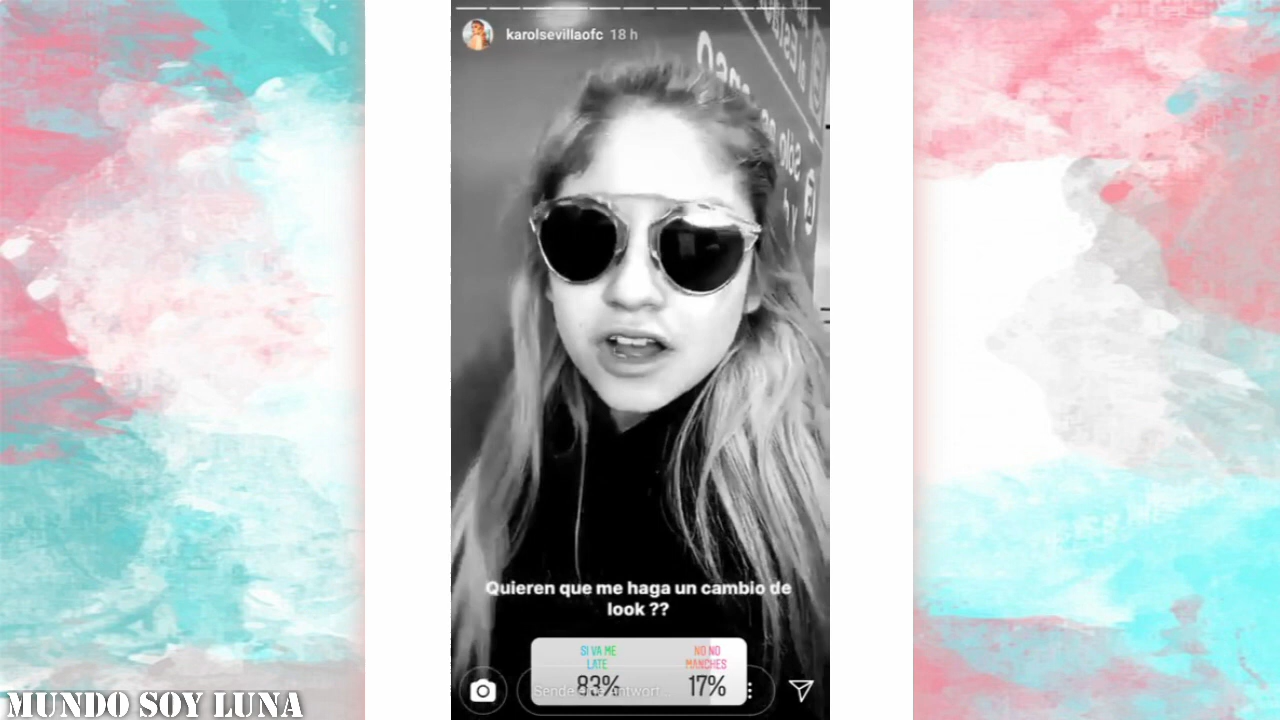 karolsevillaofc 18 h
Quieren que me haga un cambio de
look ??
SI VA ME
LATE
NO NO
MANCHES
83%
17%
MUNDO SOY LUNA